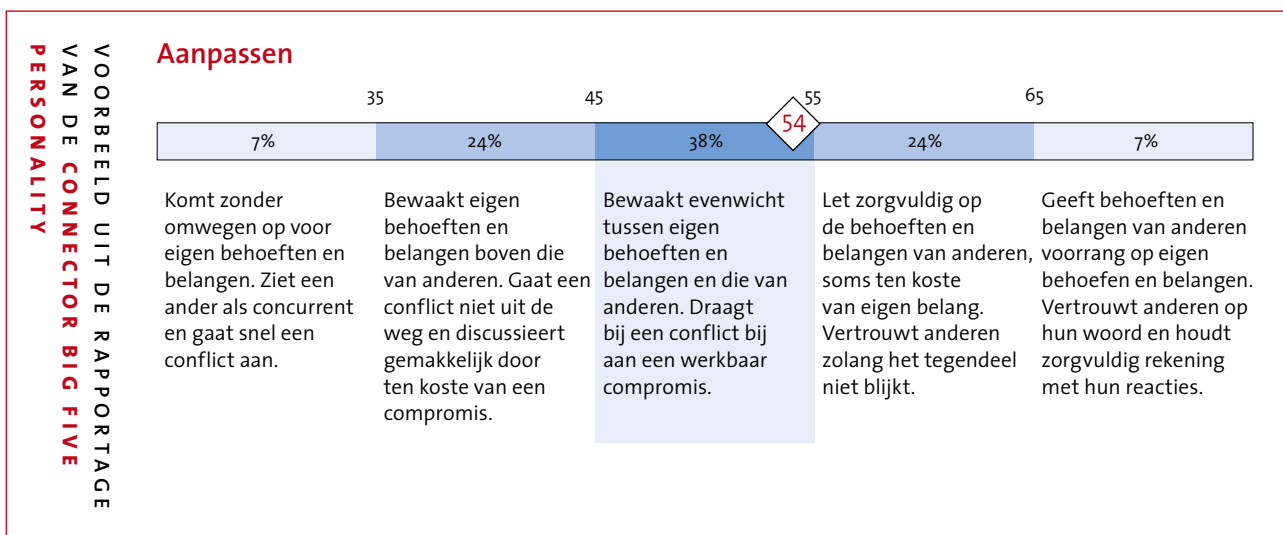 VOORBEELD UIT DE RAPPORTAGE
VAN DE CONNECTOR BIG FIVE
PERSONALITY
Aanpassen
35 45 55 65
7% 24% 38% 54 24% 7%
Komt zonder
omwegen op voor
eigen behoeften en
belangen. Ziet een
ander als concurrent
en gaat snel een
conflict aan.
Bewaakt eigen
behoeften en
belangen boven die
van anderen. Gaat een
conflict niet uit de
weg en discussieert
gemakkelijk door
ten koste van een
compromis.
Bewaakt evenwicht
tussen eigen
behoeften en
belangen en die van
anderen. Draagt
bij een conflict bij
aan een werkbaar
compromis.
Let zorgvuldig op
de behoeften en
belangen van anderen,
soms ten koste
van eigen belang.
Vertrouwt anderen
zolang het tegendeel
niet blijkt.
Geeft behoeften en
belangen van anderen
voorrang op eigen
behoefen en belangen.
Vertrouwt anderen op
hun woord en houdt
zorgvuldig rekening
met hun reacties.